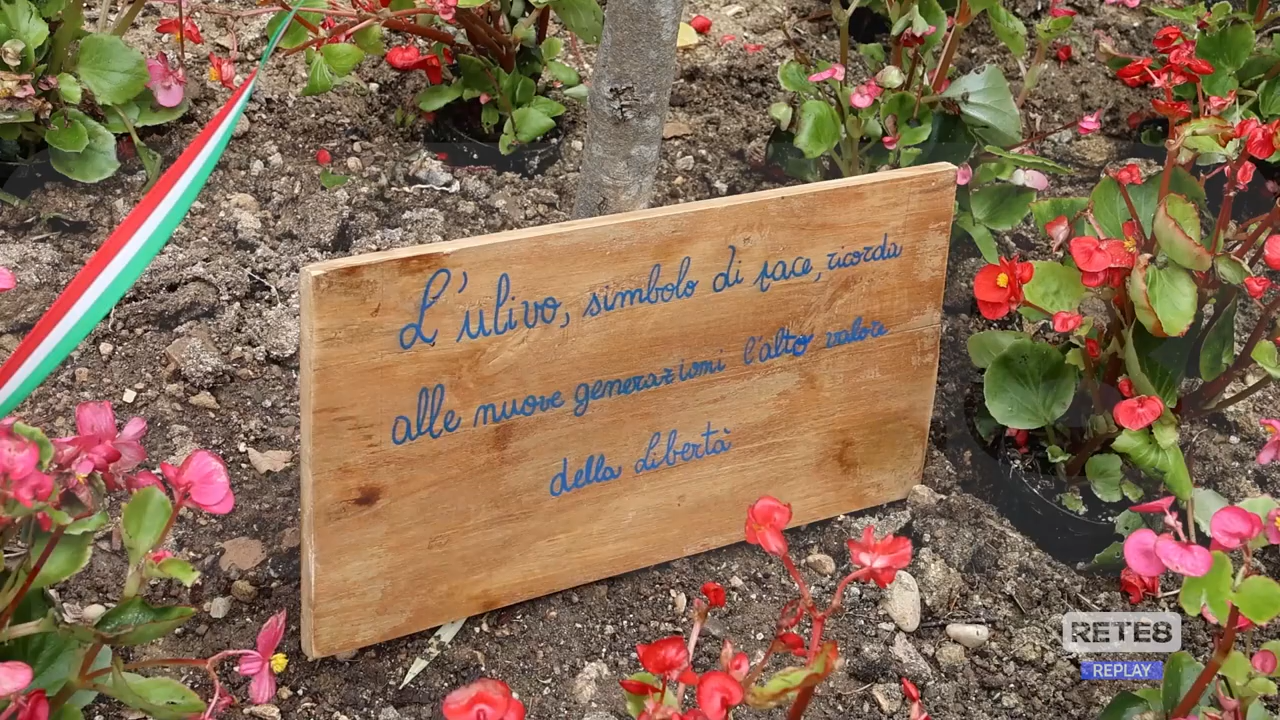 L'ulivo, simbolo di pace, ricorda
alle nuove generazioni l'alto valore
della libertà
RETE8
REPLAY